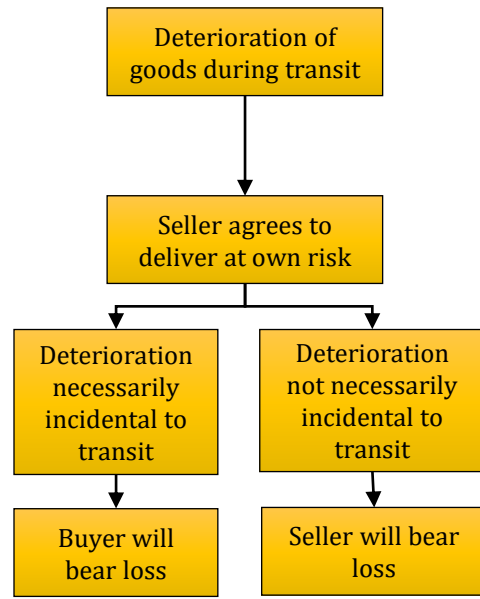 Deterioration of
goods during transit
Seller agrees to
deliver at own risk
Deterioration
necessarily
incidental to
transit
Deterioration
not necessarily
incidental to
transit
Buyer will
bear loss
Seller will bear
loss